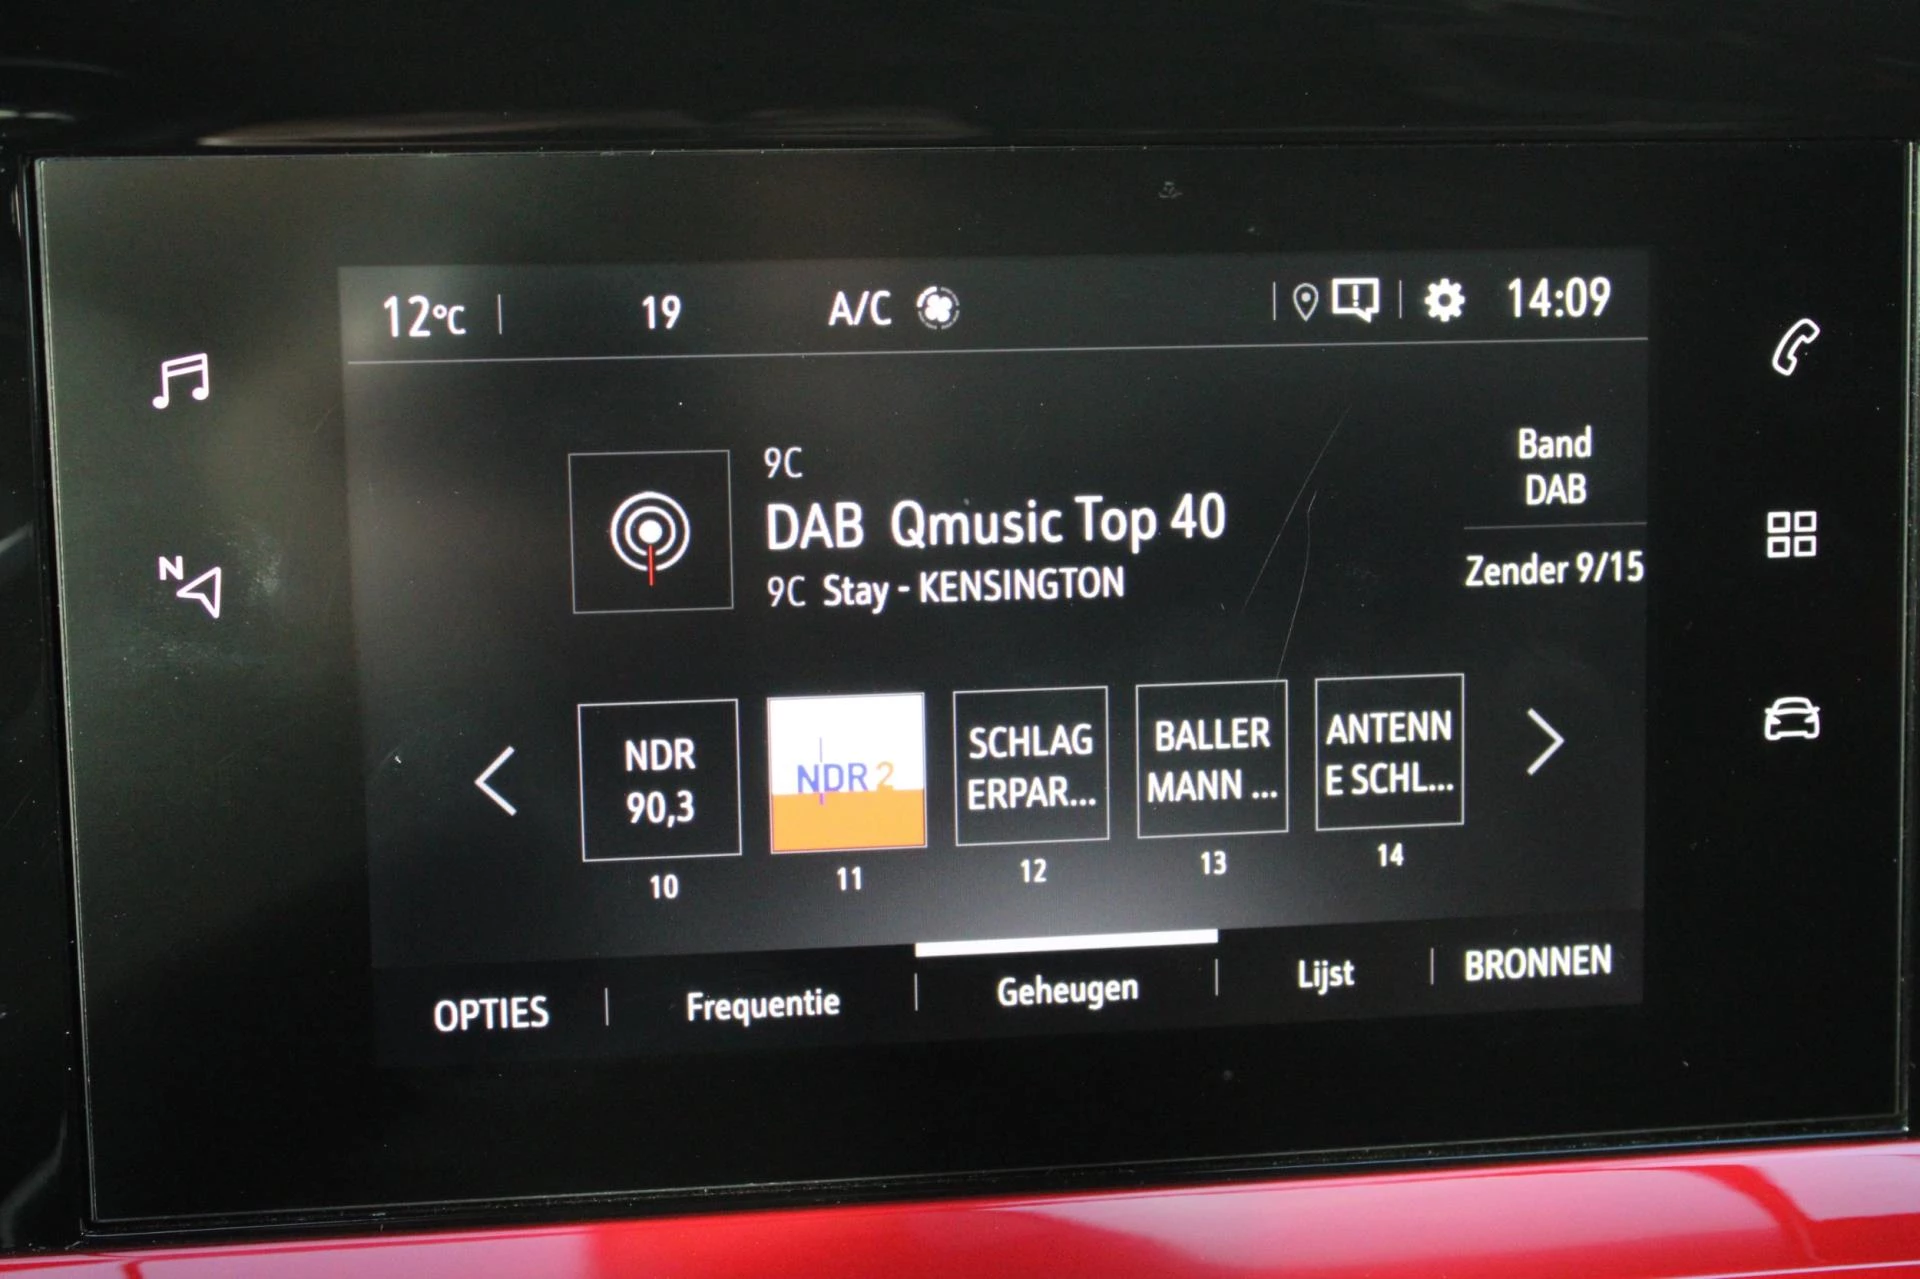 12°C 19 A/C 14:09
9C
DAB Qmusic Top 40
9C Stay - KENSINGTON
Band
DAB
Zender 9/15
N
NDR
90,3
10
NDR 2
11
SCHLAG
ERPAR...
12
BALLER
MANN ...
13
ANTENN
E SCHL...
14
OPTIES Frequentie Geheugen Lijst BRONNEN